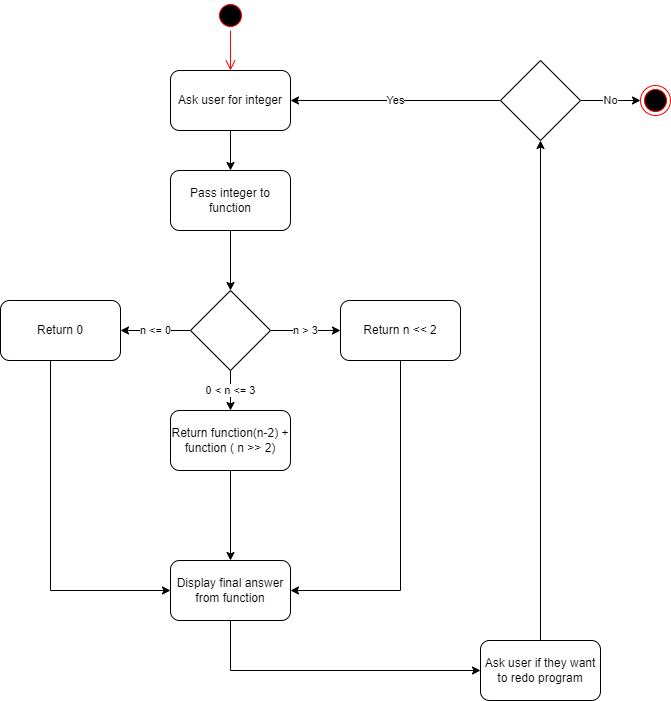 Ask user for integer
Yes
No
Pass integer to
function
Return 0
n <= 0
n > 3
Return n << 2
0 < n <= 3
Return function(n-2) +
function ( n >> 2)
Display final answer
from function
Ask user if they want
to redo program